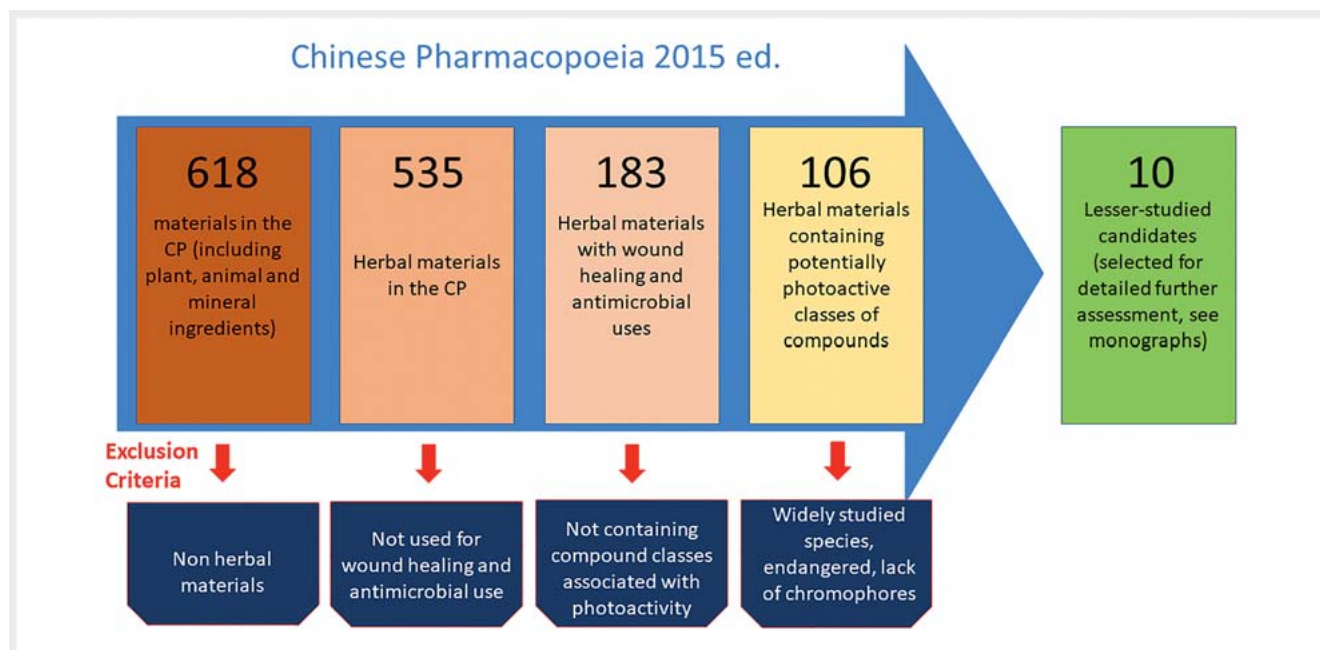 Chinese Pharmacopoeia 2015 ed.
618
materials in the
CP (including
plant, animal and
mineral
ingredients)
535
Herbal materials
in the CP
183
Herbal materials
with wound
healing and
antimicrobial
uses
106
Herbal materials
containing
potentially
photoactive
classes of
compounds
10
Lesser-studied
candidates
(selected for
detailed further
assessment, see
monographs)
Exclusion
Criteria
Non herbal
materials
Not used for
wound healing and
antimicrobial use
Not containing
compound classes
associated with
photoactivity
Widely studied
species,
endangered, lack
of chromophores